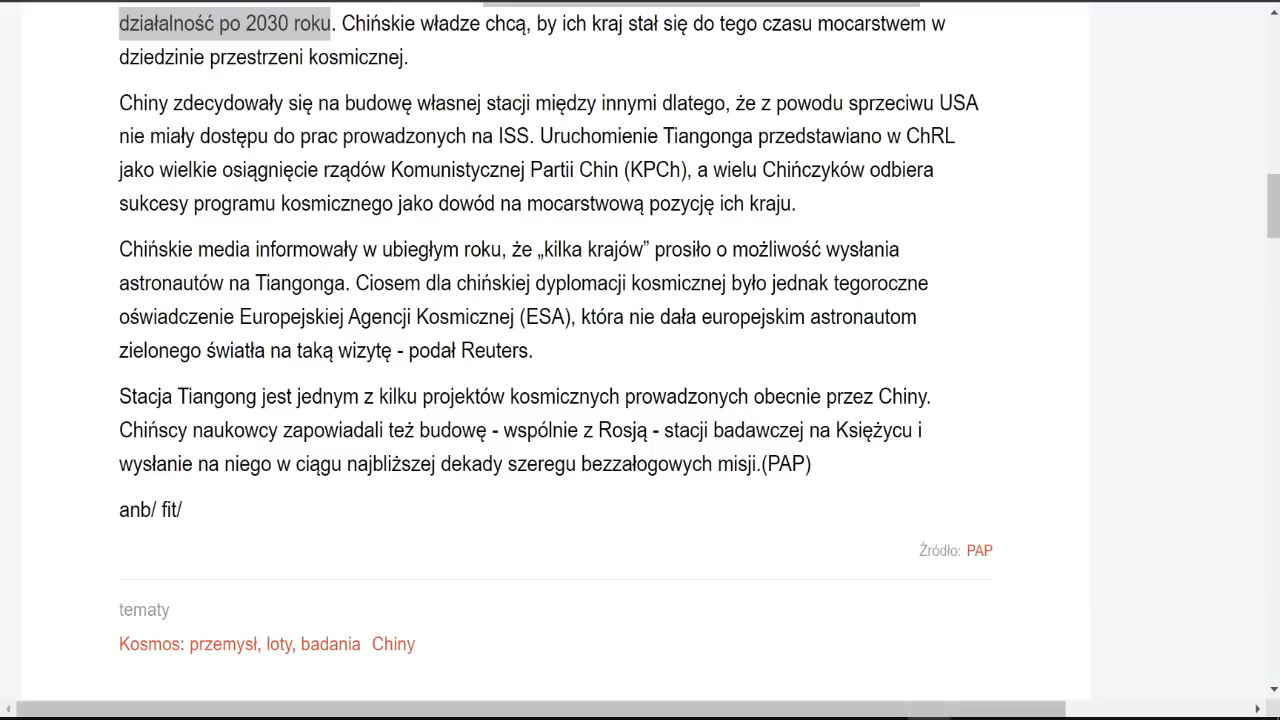 działalność po 2030 roku. Chińskie władze chcą, by ich kraj stał się do tego czasu mocarstwem w
dziedzinie przestrzeni kosmicznej.
Chiny zdecydowały się na budowę własnej stacji między innymi dlatego, że z powodu sprzeciwu USA
nie miały dostępu do prac prowadzonych na ISS. Uruchomienie Tiangonga przedstawiano w ChRL
jako wielkie osiągnięcie rządów Komunistycznej Partii Chin (KPCh), a wielu Chińczyków odbiera
sukcesy programu kosmicznego jako dowód na mocarstwową pozycję ich kraju.
Chińskie media informowały w ubiegłym roku, że „kilka krajów” prosiło o możliwość wysłania
astronautów na Tiangonga. Ciosem dla chińskiej dyplomacji kosmicznej było jednak tegoroczne
oświadczenie Europejskiej Agencji Kosmicznej (ESA), która nie dała europejskim astronautom
zielonego światła na taką wizytę - podał Reuters.
Stacja Tiangong jest jednym z kilku projektów kosmicznych prowadzonych obecnie przez Chiny.
Chińscy naukowcy zapowiadali też budowę - wspólnie z Rosją - stacji badawczej na Księżycu i
wysłanie na niego w ciągu najbliższej dekady szeregu bezzałogowych misji.(PAP)
anb/ fit/
Źródło: PAP
tematy
Kosmos: przemysł, loty, badania Chiny